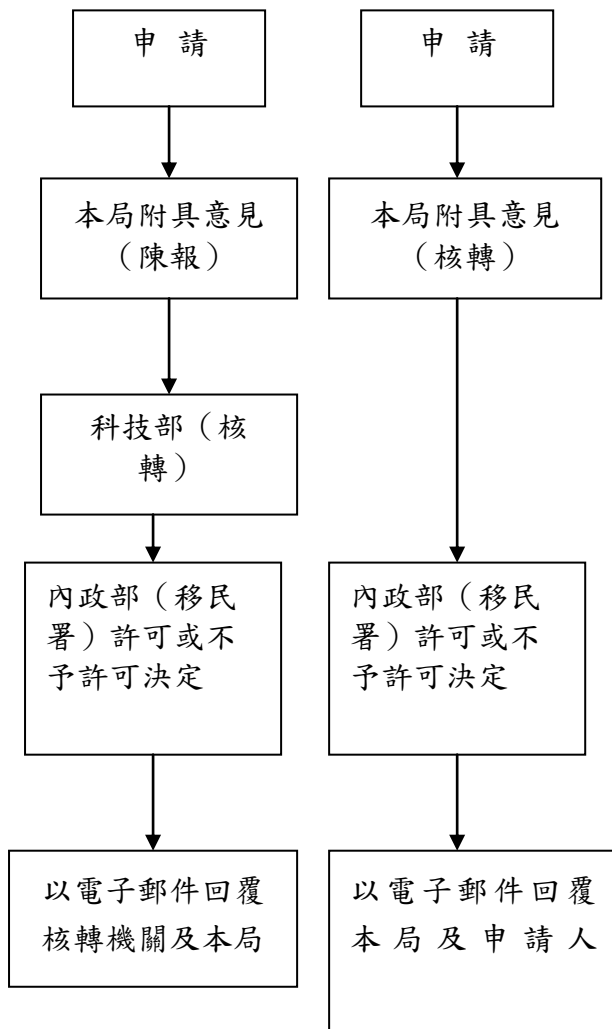 申 請
本局附具意見
（陳報）
科技部（核
轉）
內政部（移民
署）許可或不
予許可決定
以電子郵件回覆
核轉機關及本局
申 請
本局附具意見
（核轉）
內政部（移民
署）許可或不
予許可決定
以電子郵件回覆
本局及申請人